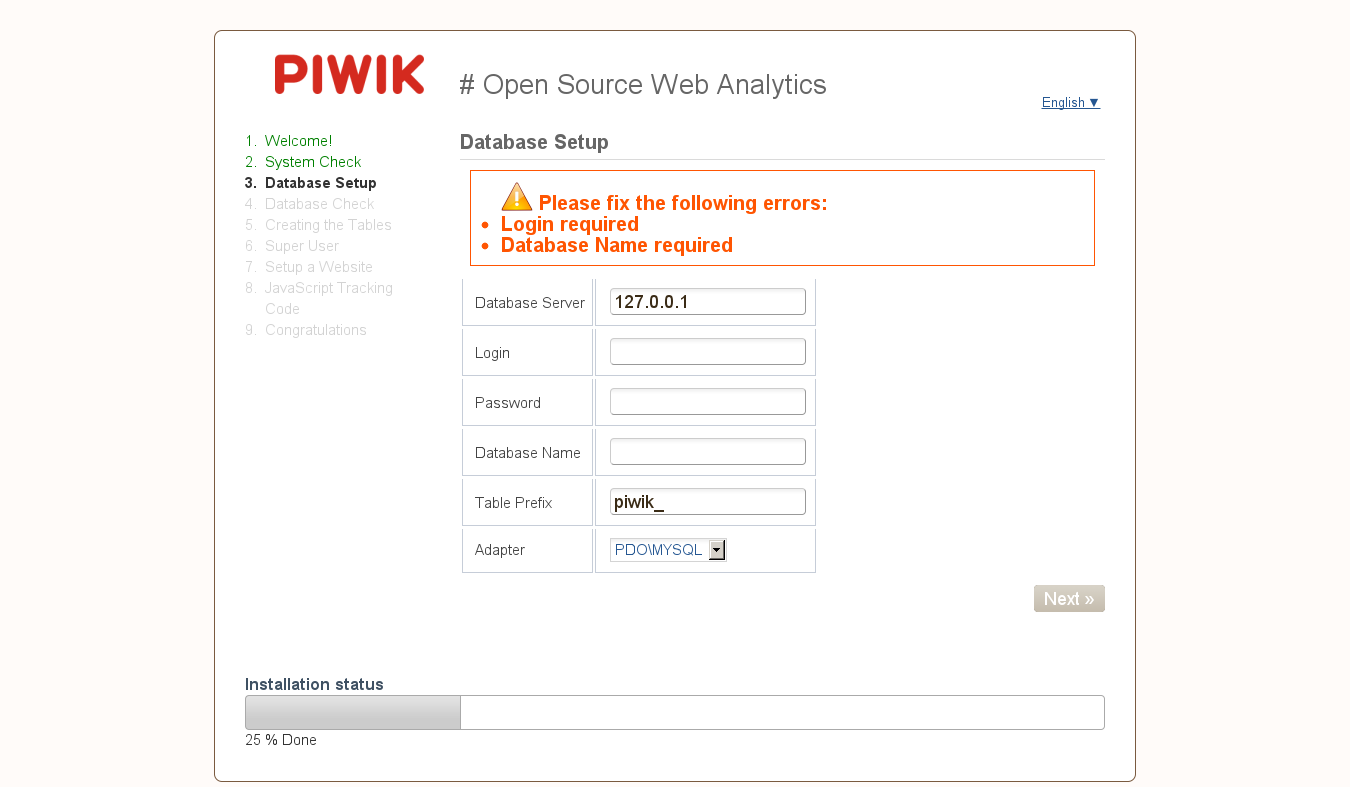 PIWIK
# Open Source Web Analytics
English ▼
1. Welcome!
2. System Check
3. Database Setup
4. Database Check
5. Creating the Tables
6. Super User
7. Setup a Website
8. JavaScript Tracking
Code
9. Congratulations
Database Setup
Please fix the following errors:
• Login required
• Database Name required
Database Server 127.0.0.1
Login
Password
Database Name
Table Prefix piwik_
Adapter PDO\MYSQL
Next »
Installation status
25 % Done